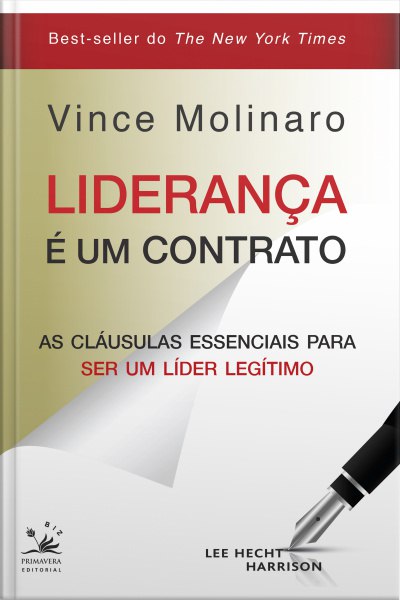 Best-seller do The New York Times
Vince Molinaro
LIDERANÇA
É UM CONTRATO
AS CLÁUSULAS ESSENCIAIS PARA
SER UM LÍDER LEGÍTIMO
BIZ
PRIMAVERA
EDITORIAL
LEE HECHT
HARRISON